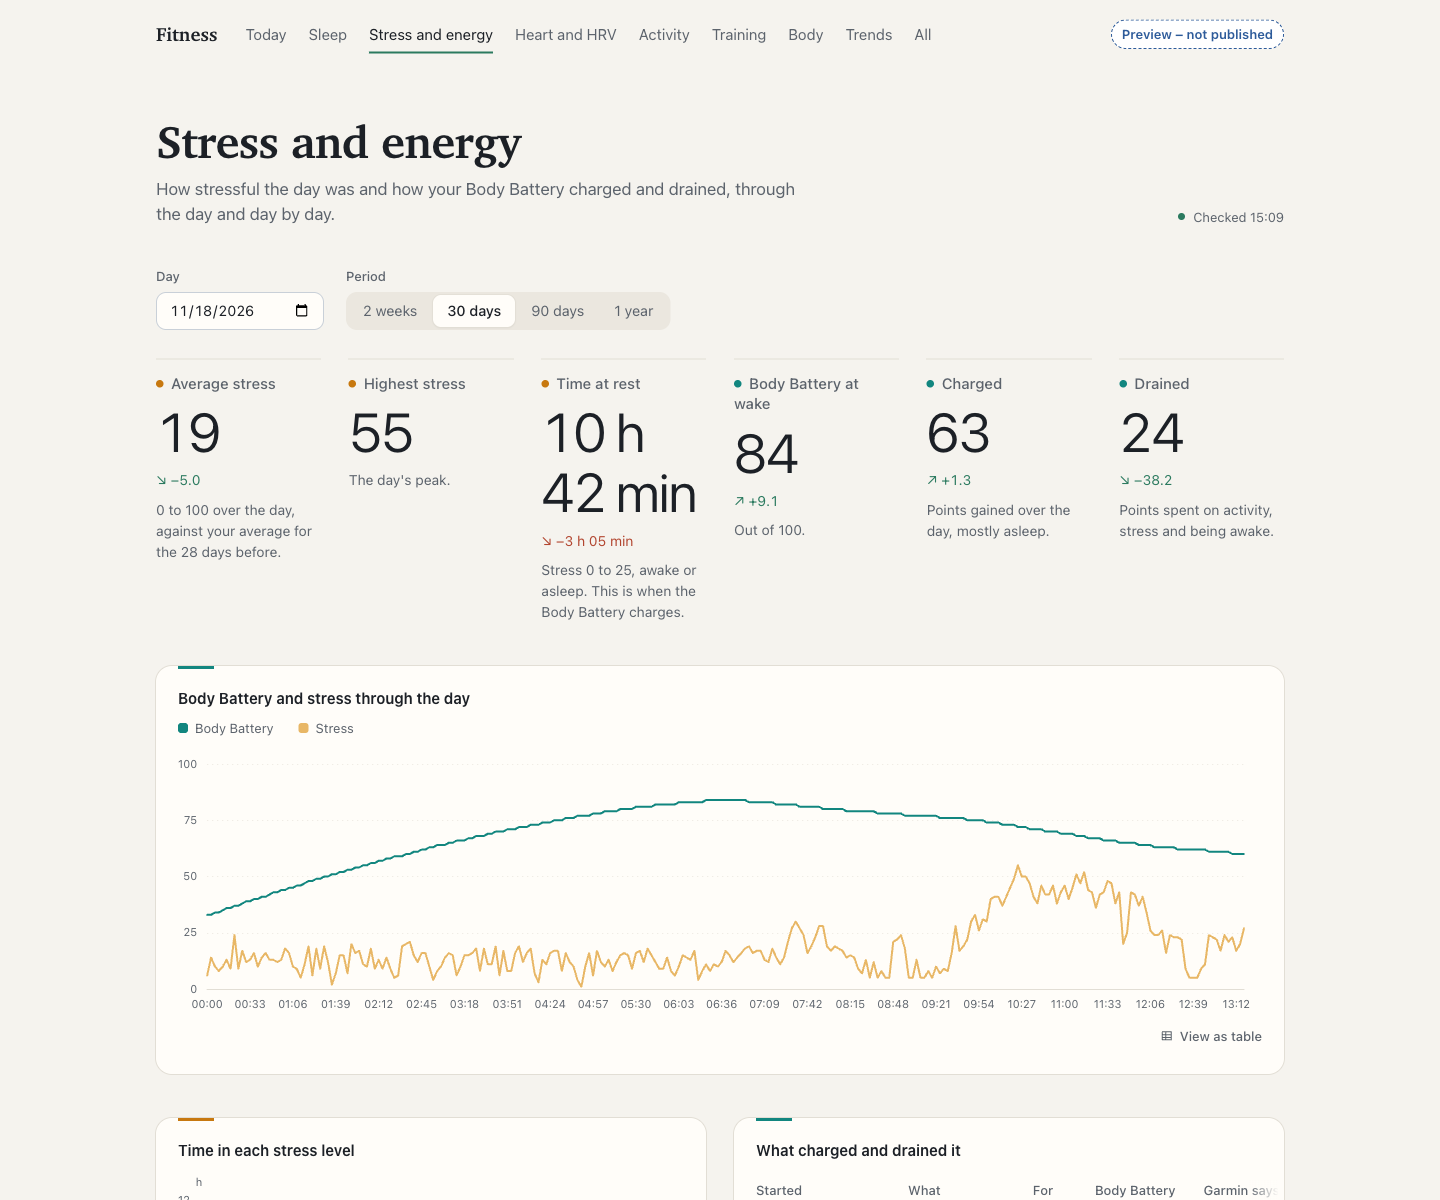 Fitness Today Sleep Stress and energy Heart and HRV Activity Training Body Trends All Preview – not published
Stress and energy
How stressful the day was and how your Body Battery charged and drained, through
the day and day by day.
Checked 15:09
Day
11/18/2026
Period
2 weeks 30 days 90 days 1 year
Average stress
19
↘ −5.0
0 to 100 over the day,
against your average for
the 28 days before.
Highest stress
55
The day's peak.
Time at rest
10 h
42 min
↘ −3 h 05 min
Stress 0 to 25, awake or
asleep. This is when the
Body Battery charges.
Body Battery at
wake
84
↗ +9.1
Out of 100.
Charged
63
↗ +1.3
Points gained over the
day, mostly asleep.
Drained
24
↘ −38.2
Points spent on activity,
stress and being awake.
Body Battery and stress through the day
Body Battery Stress
100
75
50
25
0
00:00 00:33 01:06 01:39 02:12 02:45 03:18 03:51 04:24 04:57 05:30 06:03 06:36 07:09 07:42 08:15 08:48 09:21 09:54 10:27 11:00 11:33 12:06 12:39 13:12
View as table
Time in each stress level
h
12
What charged and drained it
Started What For Body Battery Garmin says